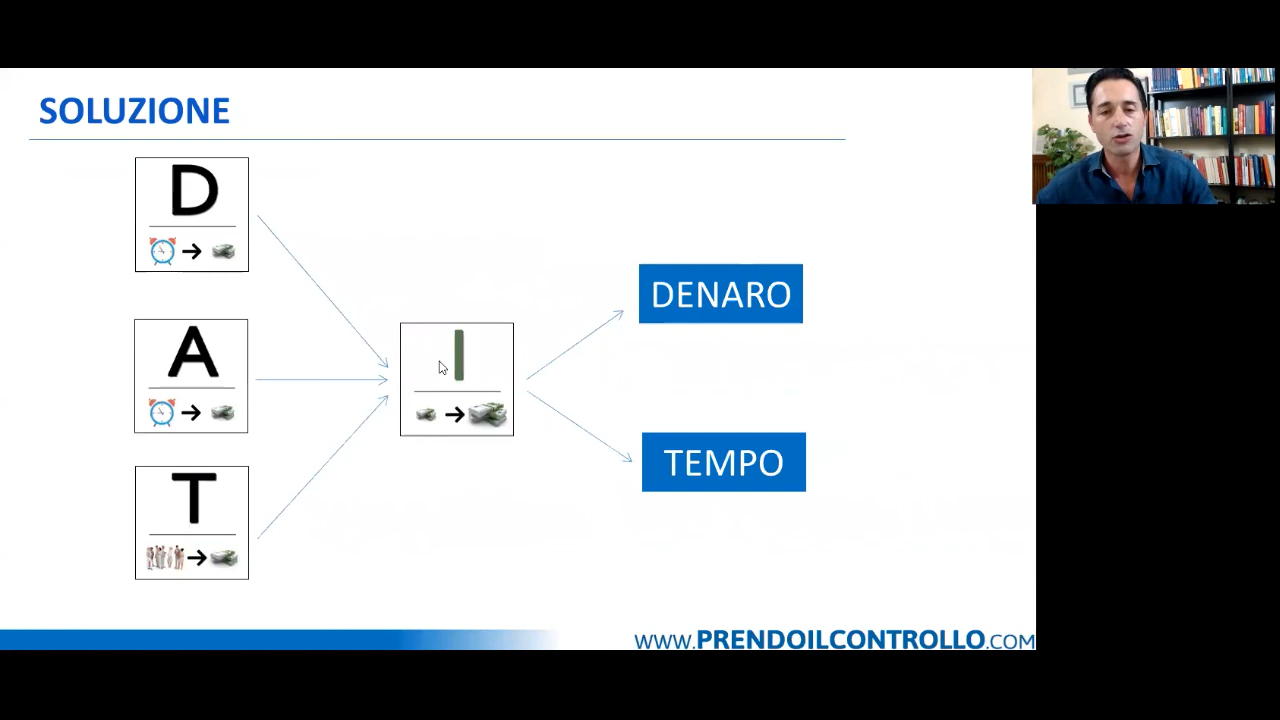 SOLUZIONE
D
A
T
I
DENARO
TEMPO
WWW.PRENDOILCONTROLLO.COM